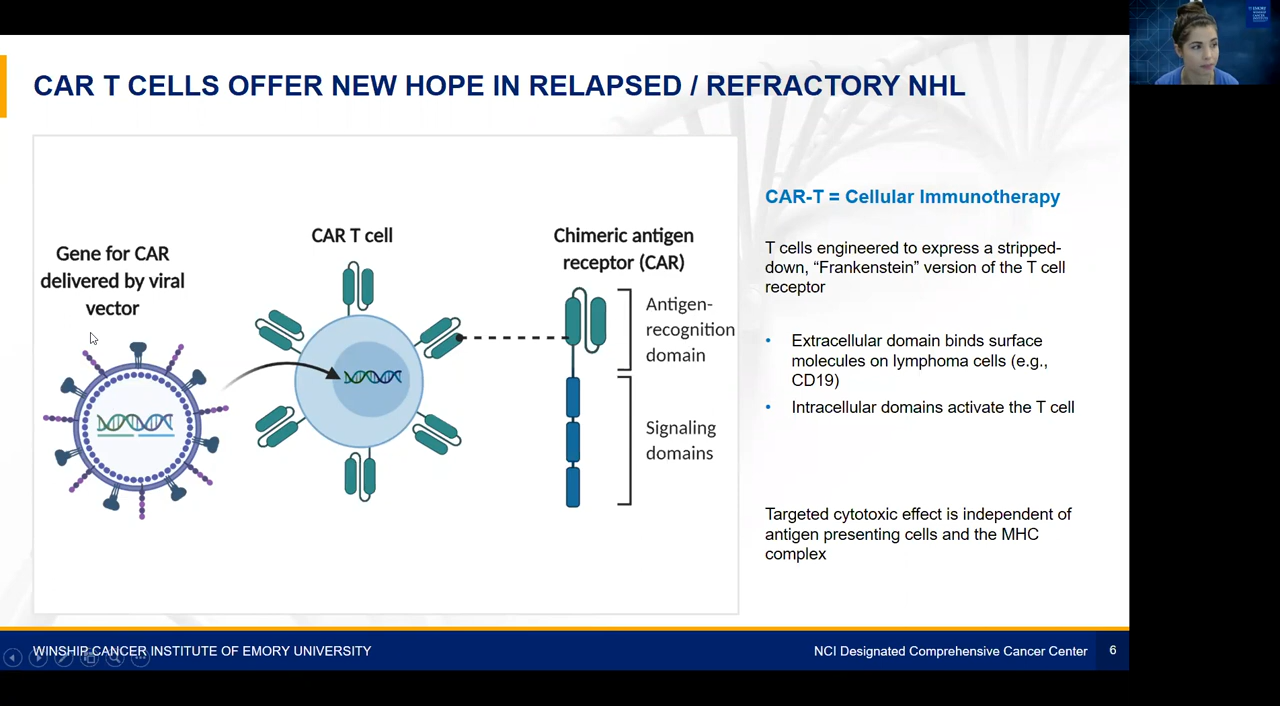 CAR T CELLS OFFER NEW HOPE IN RELAPSED / REFRACTORY NHL
Gene for CAR
delivered by viral
vector
CAR T cell
Chimeric antigen
receptor (CAR)
Antigen-
recognition
domain
Signaling
domains
CAR-T = Cellular Immunotherapy
T cells engineered to express a stripped-
down, “Frankenstein” version of the T cell
receptor
• Extracellular domain binds surface
molecules on lymphoma cells (e.g.,
CD19)
• Intracellular domains activate the T cell
Targeted cytotoxic effect is independent of
antigen presenting cells and the MHC
complex
WINSHIP CANCER INSTITUTE OF EMORY UNIVERSITY
NCI Designated Comprehensive Cancer Center
6
EMORY
WINSHIP
CANCER
INSTITUTE